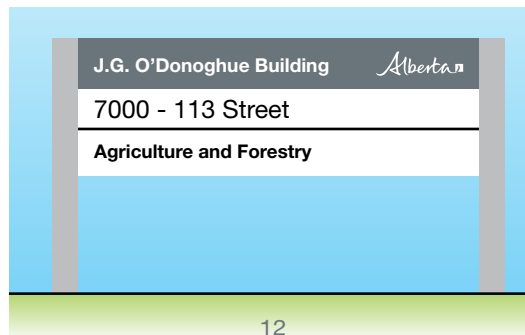 J.G. O’Donoghue Building Alberta
7000 - 113 Street
Agriculture and Forestry
12